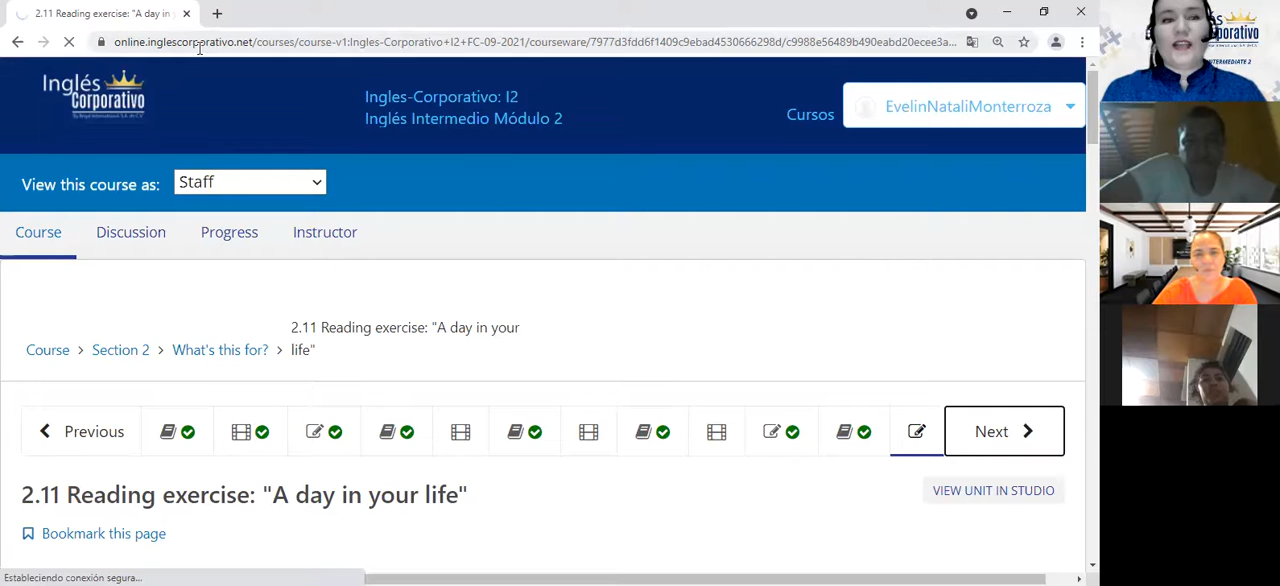 2.11 Reading exercise: "A day in y
online.inglescorporativo.net/courses/course-v1:Ingles-Corporativo+I2+FC-09-2021/courseware/7977d3fdd6f1409c9ebad4530666298d/c9988e56489b490eabd20ecee3a...
Inglés
Corporativo
Ingles-Corporativo: I2
Inglés Intermedio Módulo 2
Cursos
EvelinNataliMonterroza
View this course as:
Staff
Course
Discussion
Progress
Instructor
2.11 Reading exercise: "A day in your
Course > Section 2 > What's this for? > life"
Previous
Next
2.11 Reading exercise: "A day in your life"
VIEW UNIT IN STUDIO
Bookmark this page
Estableciendo conexión segura...
INTERMEDIATE 2